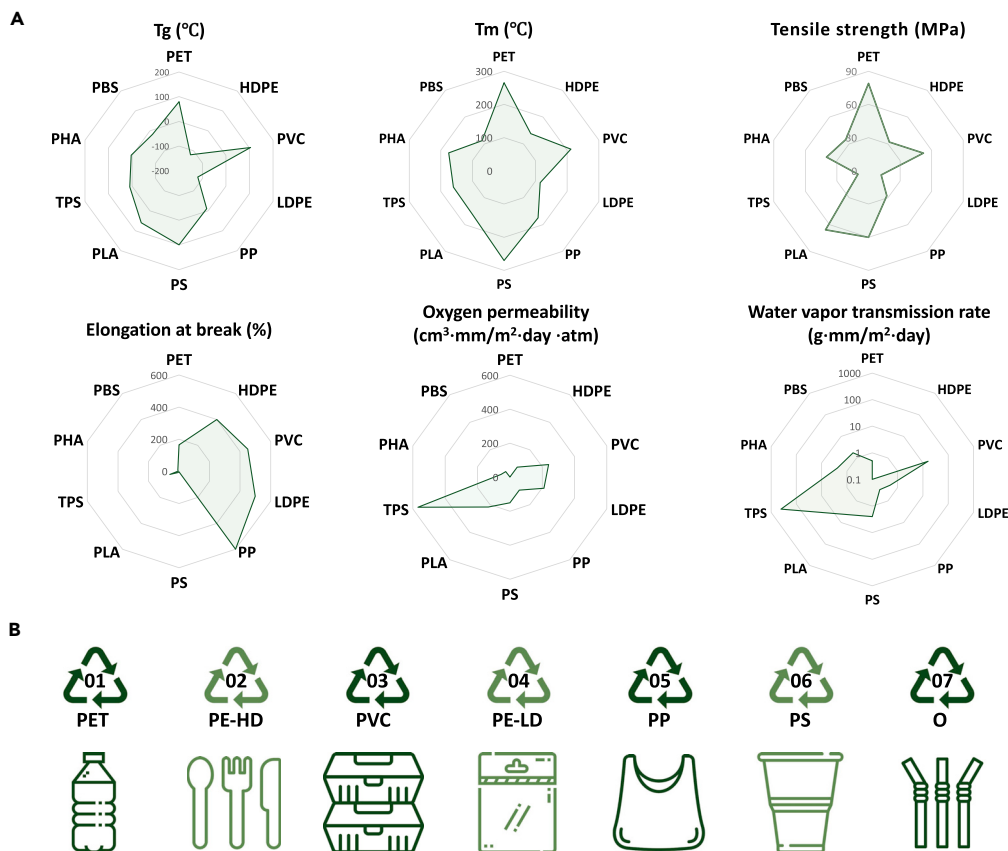 A
Tg (℃)
PET
HDPE
PVC
LDPE
PP
PS
PLA
TPS
PHA
PBS
200
100
0
-100
-200
Tm (℃)
PET
HDPE
PVC
LDPE
PP
PS
PLA
TPS
PHA
PBS
300
200
100
0
Tensile strength (MPa)
PET
HDPE
PVC
LDPE
PP
PS
PLA
TPS
PHA
PBS
90
60
30
0
Elongation at break (%)
PET
HDPE
PVC
LDPE
PP
PS
PLA
TPS
PHA
PBS
600
400
200
0
Oxygen permeability
(cm³·mm/m²·day ·atm)
PET
HDPE
PVC
LDPE
PP
PS
PLA
TPS
PHA
PBS
600
400
200
0
Water vapor transmission rate
(g·mm/m²·day)
PET
HDPE
PVC
LDPE
PP
PS
PLA
TPS
PHA
PBS
1000
100
10
1
0.1
B
01
PET
02
PE-HD
03
PVC
04
PE-LD
05
PP
06
PS
07
O